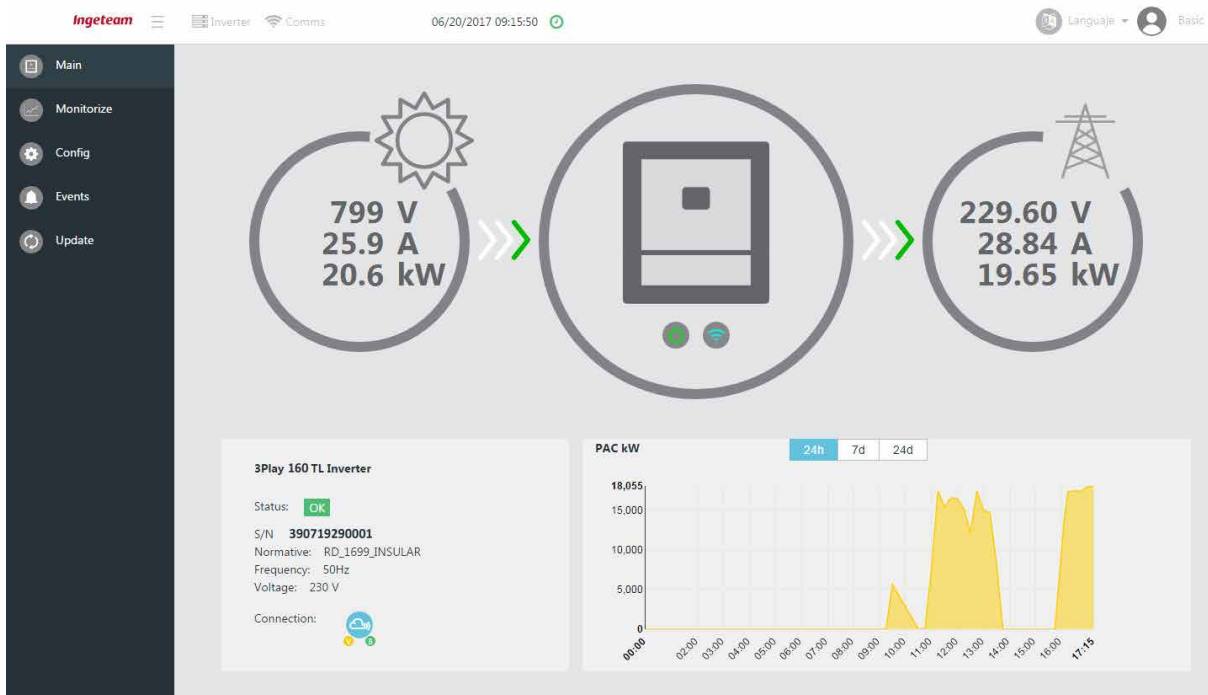 Ingeteam
Inverter Comms
06/20/2017 09:15:50
Languaje
Basic
Main
Monitorize
Config
Events
Update
799 V
25.9 A
20.6 kW
229.60 V
28.84 A
19.65 kW
3Play 160 TL Inverter
Status: OK
S/N 390719290001
Normative: RD_1699_INSULAR
Frequency: 50Hz
Voltage: 230 V
Connection:
V S
PAC kW
24h 7d 24d
18,055
15,000
10,000
5,000
0
00:00 02:00 03:00 04:00 05:00 06:00 07:00 08:00 09:00 10:00 11:00 12:00 13:00 14:00 15:00 16:00 17:15